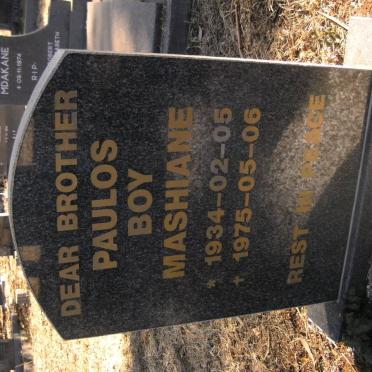 DEAR BROTHER
PAULOS
BOY
MASHIANE
* 1934-02-05
+ 1975-05-06
REST IN PEACE
MDAKANE
R.I.P.